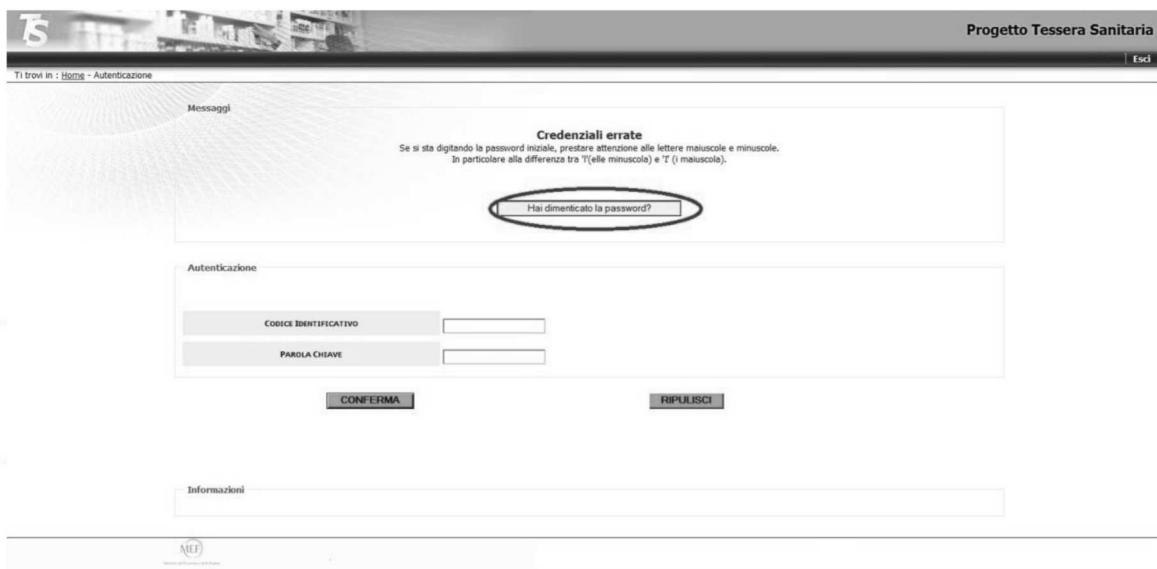 TS
Progetto Tessera Sanitaria
Esci
Ti trovi in : Home - Autenticazione
Messaggi
Credenziali errate
Se si sta digitando la password iniziale, prestare attenzione alle lettere maiuscole e minuscole.
In particolare alla differenza tra 'l'(elle minuscola) e 'I' (i maiuscola).
Hai dimenticato la password?
Autenticazione
CODICE IDENTIFICATIVO
PAROLA CHIAVE
CONFERMA
RIPULISCI
Informazioni
MEF